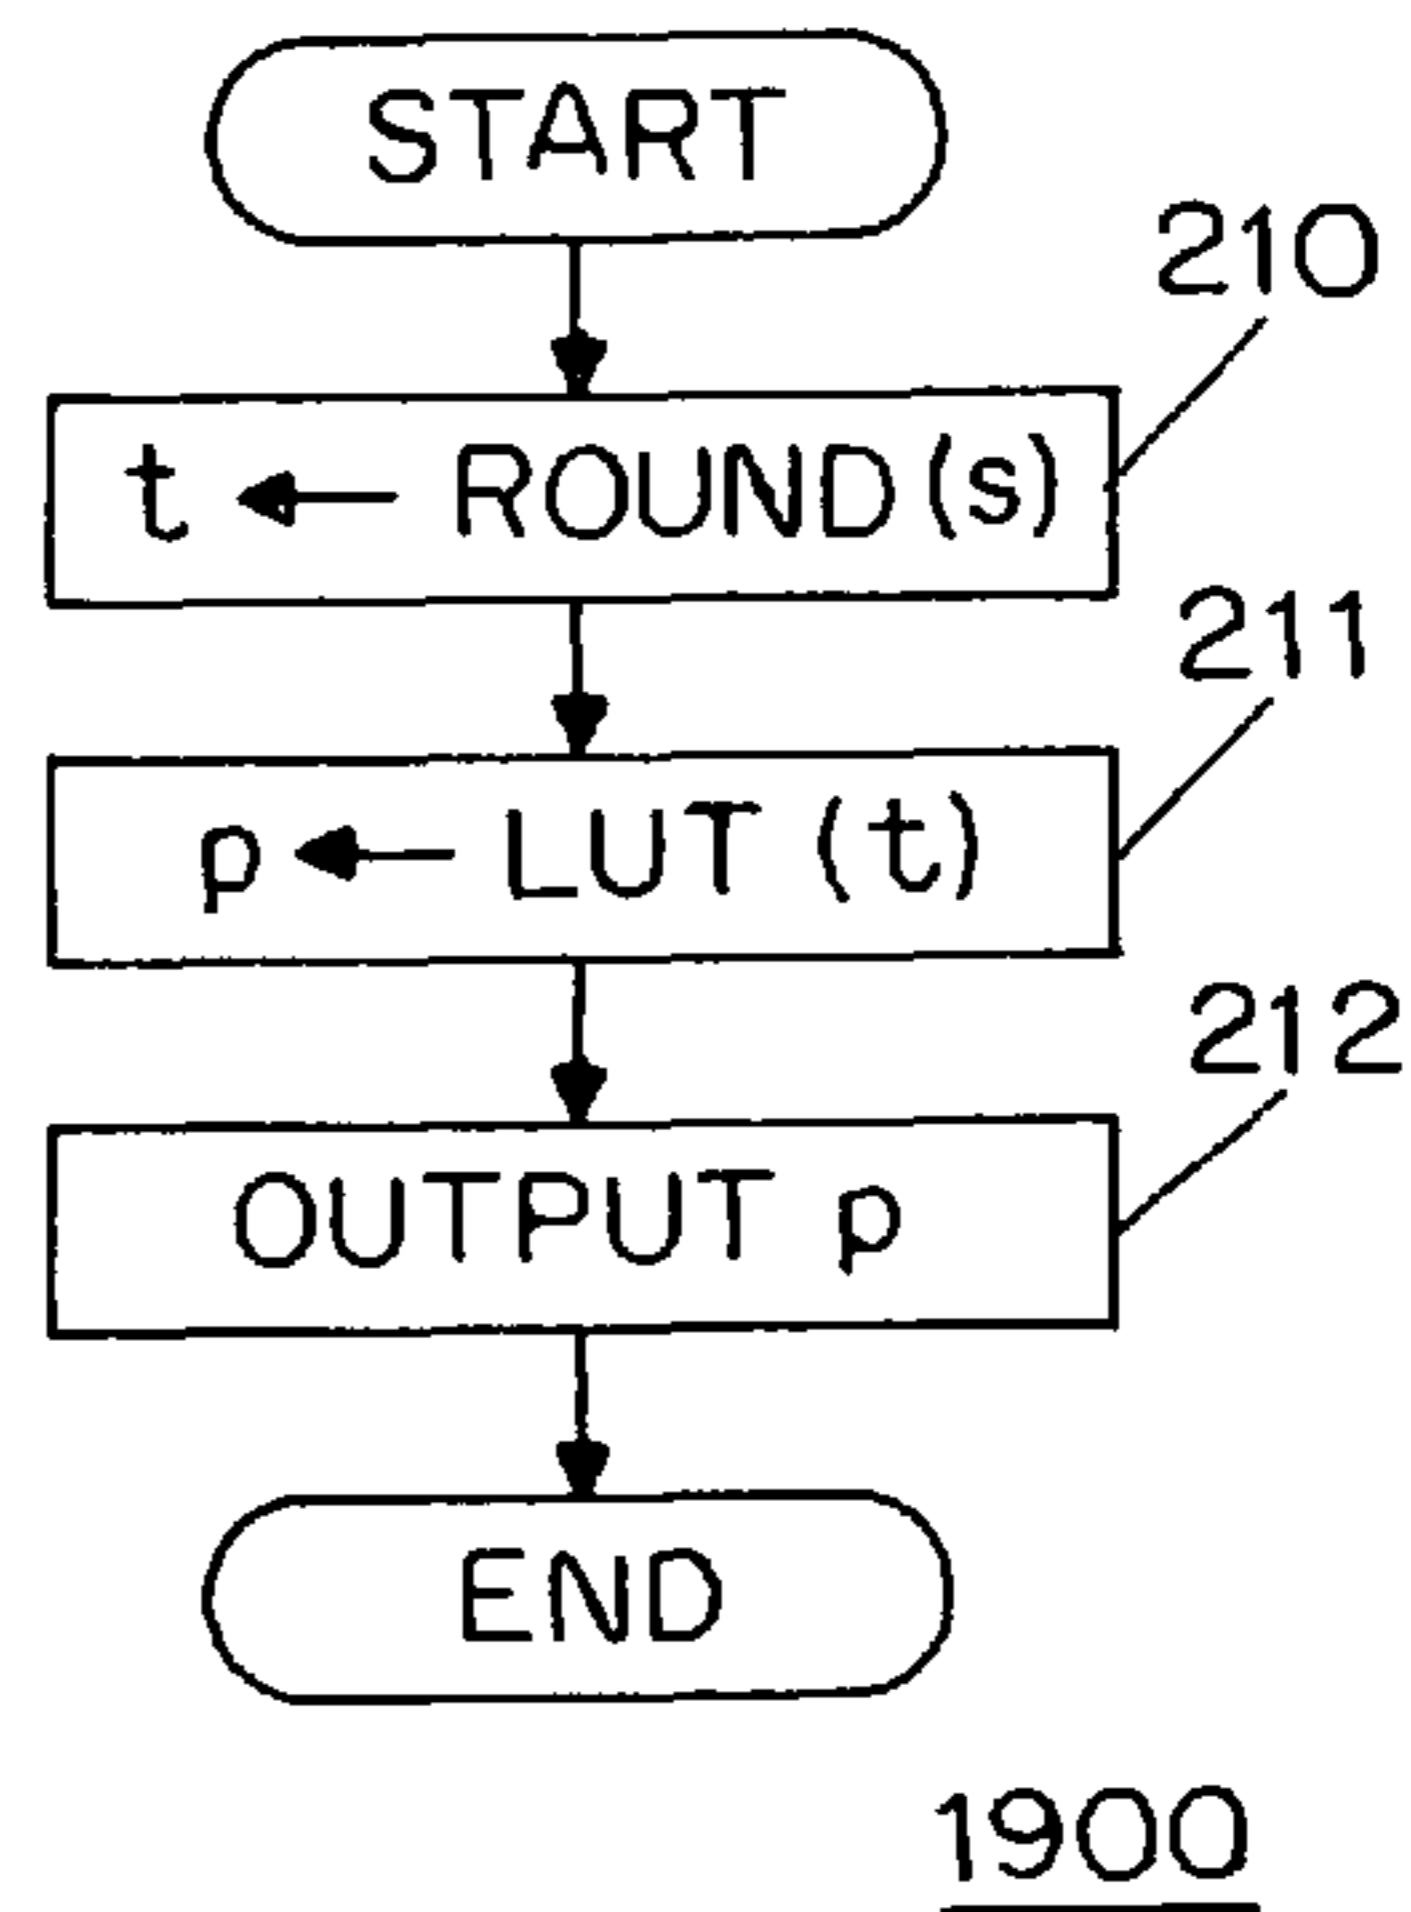 START
210
t ← ROUND (s)
211
p ← LUT (t)
212
OUTPUT p
END
1900